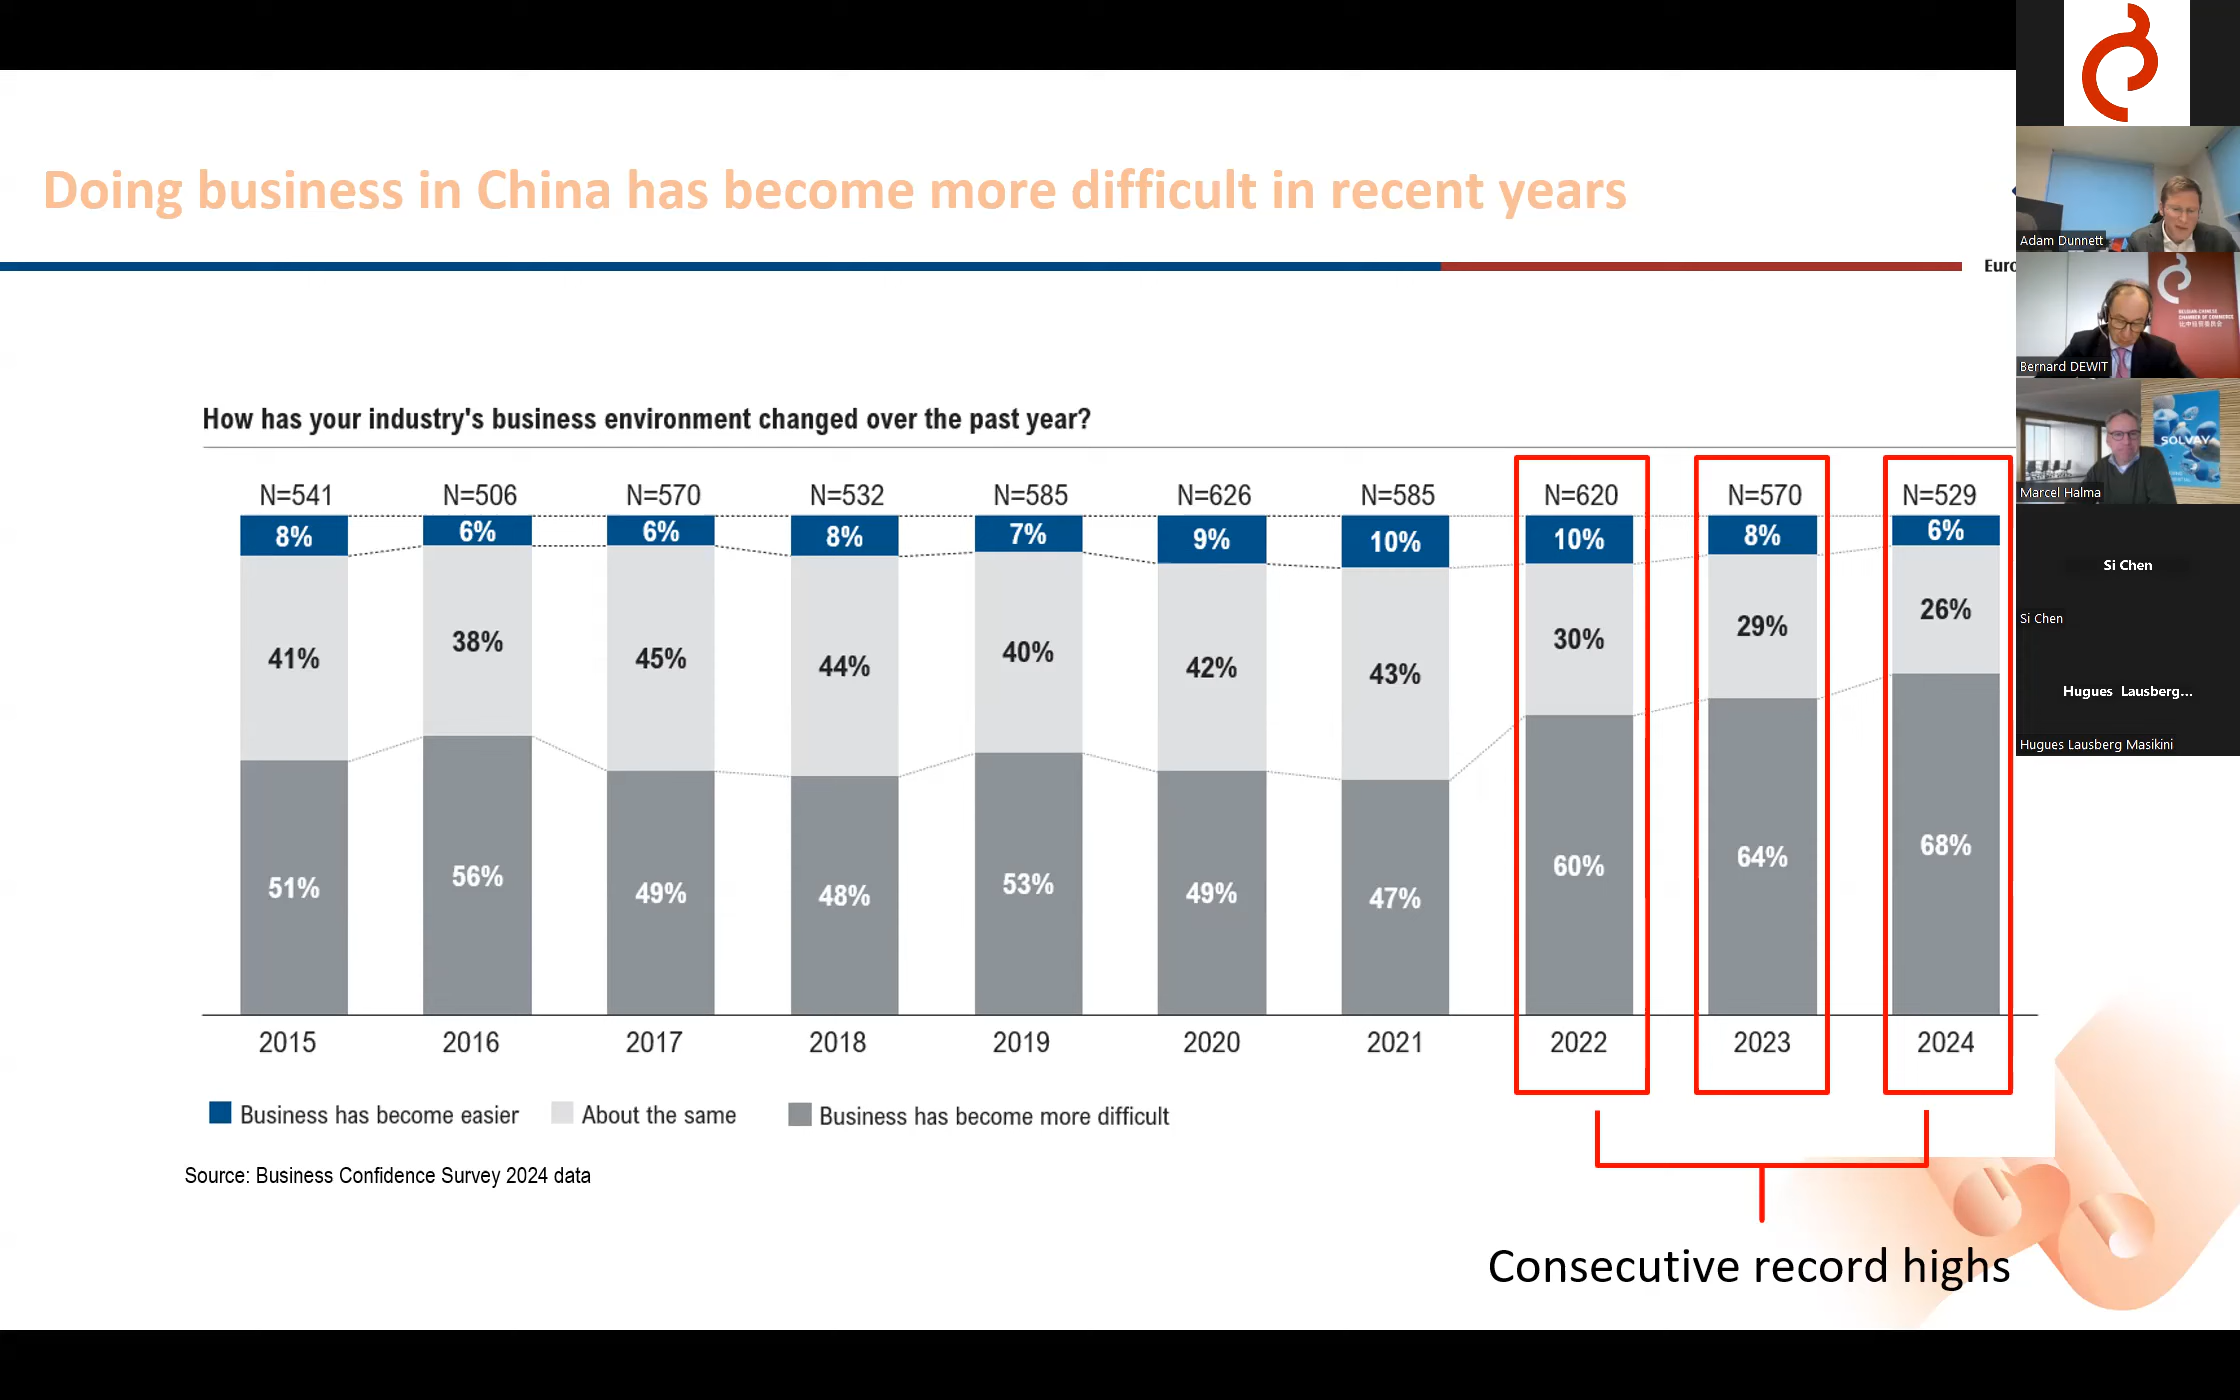 Doing business in China has become more difficult in recent years
Euro
How has your industry's business environment changed over the past year?
N=541 N=506 N=570 N=532 N=585 N=626 N=585 N=620 N=570 N=529
8% 6% 6% 8% 7% 9% 10% 10% 8% 6%
41% 38% 45% 44% 40% 42% 43% 30% 29% 26%
51% 56% 49% 48% 53% 49% 47% 60% 64% 68%
2015 2016 2017 2018 2019 2020 2021 2022 2023 2024
Business has become easier About the same Business has become more difficult
Source: Business Confidence Survey 2024 data
Consecutive record highs
Adam Dunnett
BELGIAN-CHINESE
CHAMBER OF COMMERCE
Bernard DEWIT
SOLVAY
Marcel Halma
Si Chen
Si Chen
Hugues Lausberg...
Hugues Lausberg Masikini